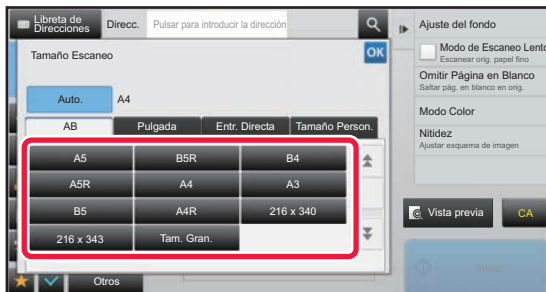 Libreta de Direcciones
Direcc.
Pulsar para introducir la dirección
Tamaño Escaneo
OK
Auto.
A4
AB
Pulgada
Entr. Directa
Tamaño Person.
A5
B5R
B4
A5R
A4
A3
B5
A4R
216 x 340
216 x 343
Tam. Gran.
Otros
Ajuste del fondo
Modo de Escaneo Lento
Escanear orig. papel fino
Omitir Página en Blanco
Saltar pág. en blanco en orig.
Modo Color
Nitidez
Ajustar esquema de imagen
Vista previa
CA